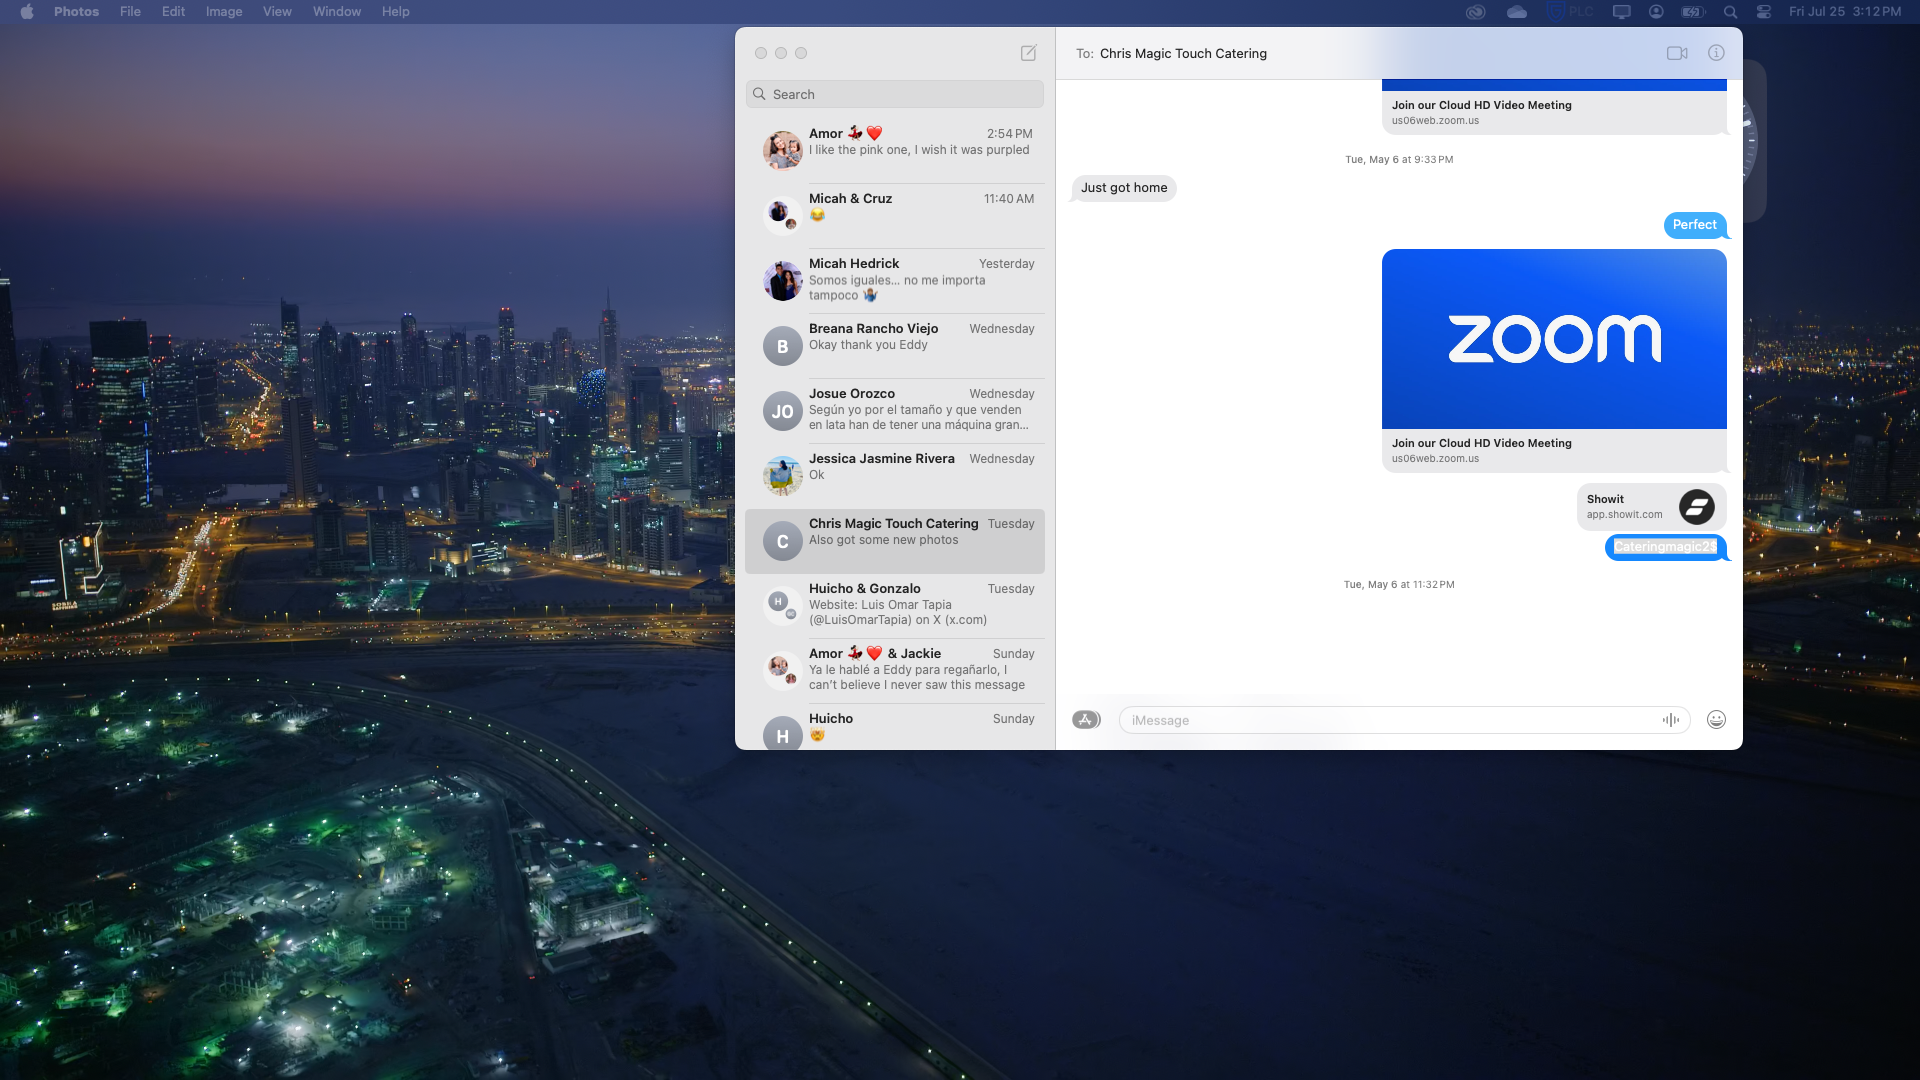 Photos File Edit Image View Window Help
PLC Fri Jul 25 3:12 PM
To: Chris Magic Touch Catering
Search
Amor 💃❤️ 2:54 PM
I like the pink one, I wish it was purpled
Micah & Cruz 11:40 AM
😂
Micah Hedrick Yesterday
Somos iguales... no me importa
tampoco 🤷🏽‍♂️
B
Breana Rancho Viejo Wednesday
Okay thank you Eddy
JO
Josue Orozco Wednesday
Según yo por el tamaño y que venden
en lata han de tener una máquina gran...
Jessica Jasmine Rivera Wednesday
Ok
C
Chris Magic Touch Catering Tuesday
Also got some new photos
H
Huicho & Gonzalo Tuesday
Website: Luis Omar Tapia
(@LuisOmarTapia) on X (x.com)
Amor 💃❤️ & Jackie Sunday
Ya le hablé a Eddy para regañarlo, I
can't believe I never saw this message
H
Huicho Sunday
Join our Cloud HD Video Meeting
us06web.zoom.us
Tue, May 6 at 9:33 PM
Just got home
Perfect
zoom
Join our Cloud HD Video Meeting
us06web.zoom.us
Showit
app.showit.com
Cateringmagic2$
Tue, May 6 at 11:32 PM
iMessage